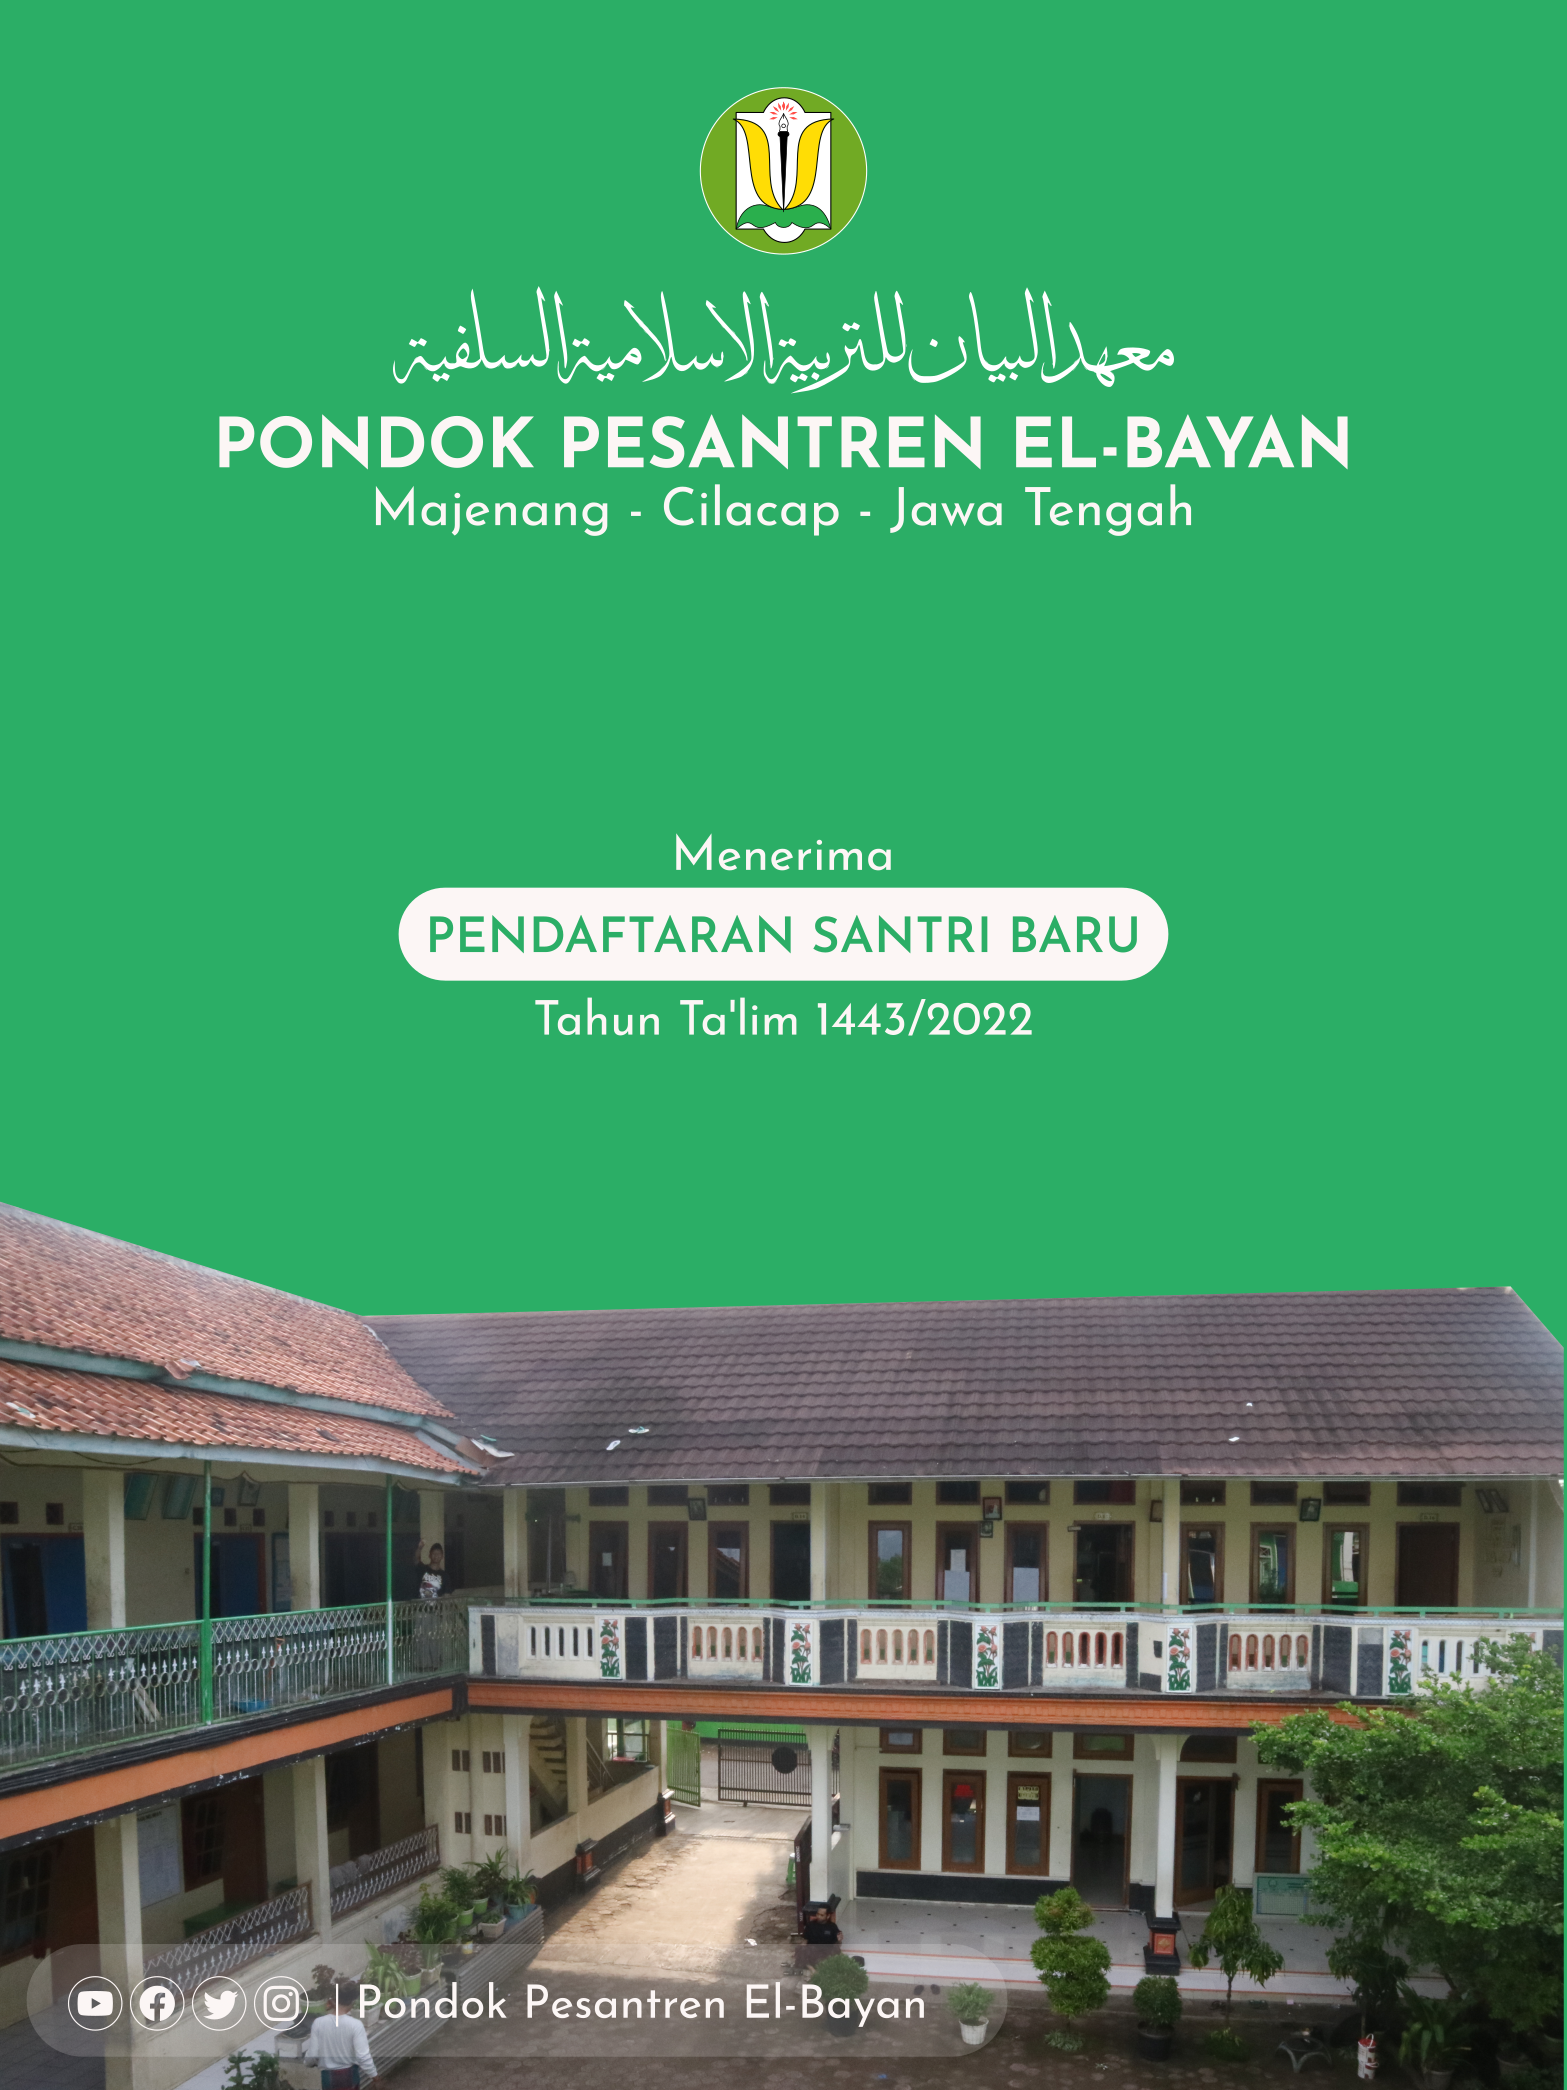 معهد البيان للتربية الاسلامية السلفية
PONDOK PESANTREN EL-BAYAN
Majenang - Cilacap - Jawa Tengah
Menerima
PENDAFTARAN SANTRI BARU
Tahun Ta'lim 1443/2022
| Pondok Pesantren El-Bayan